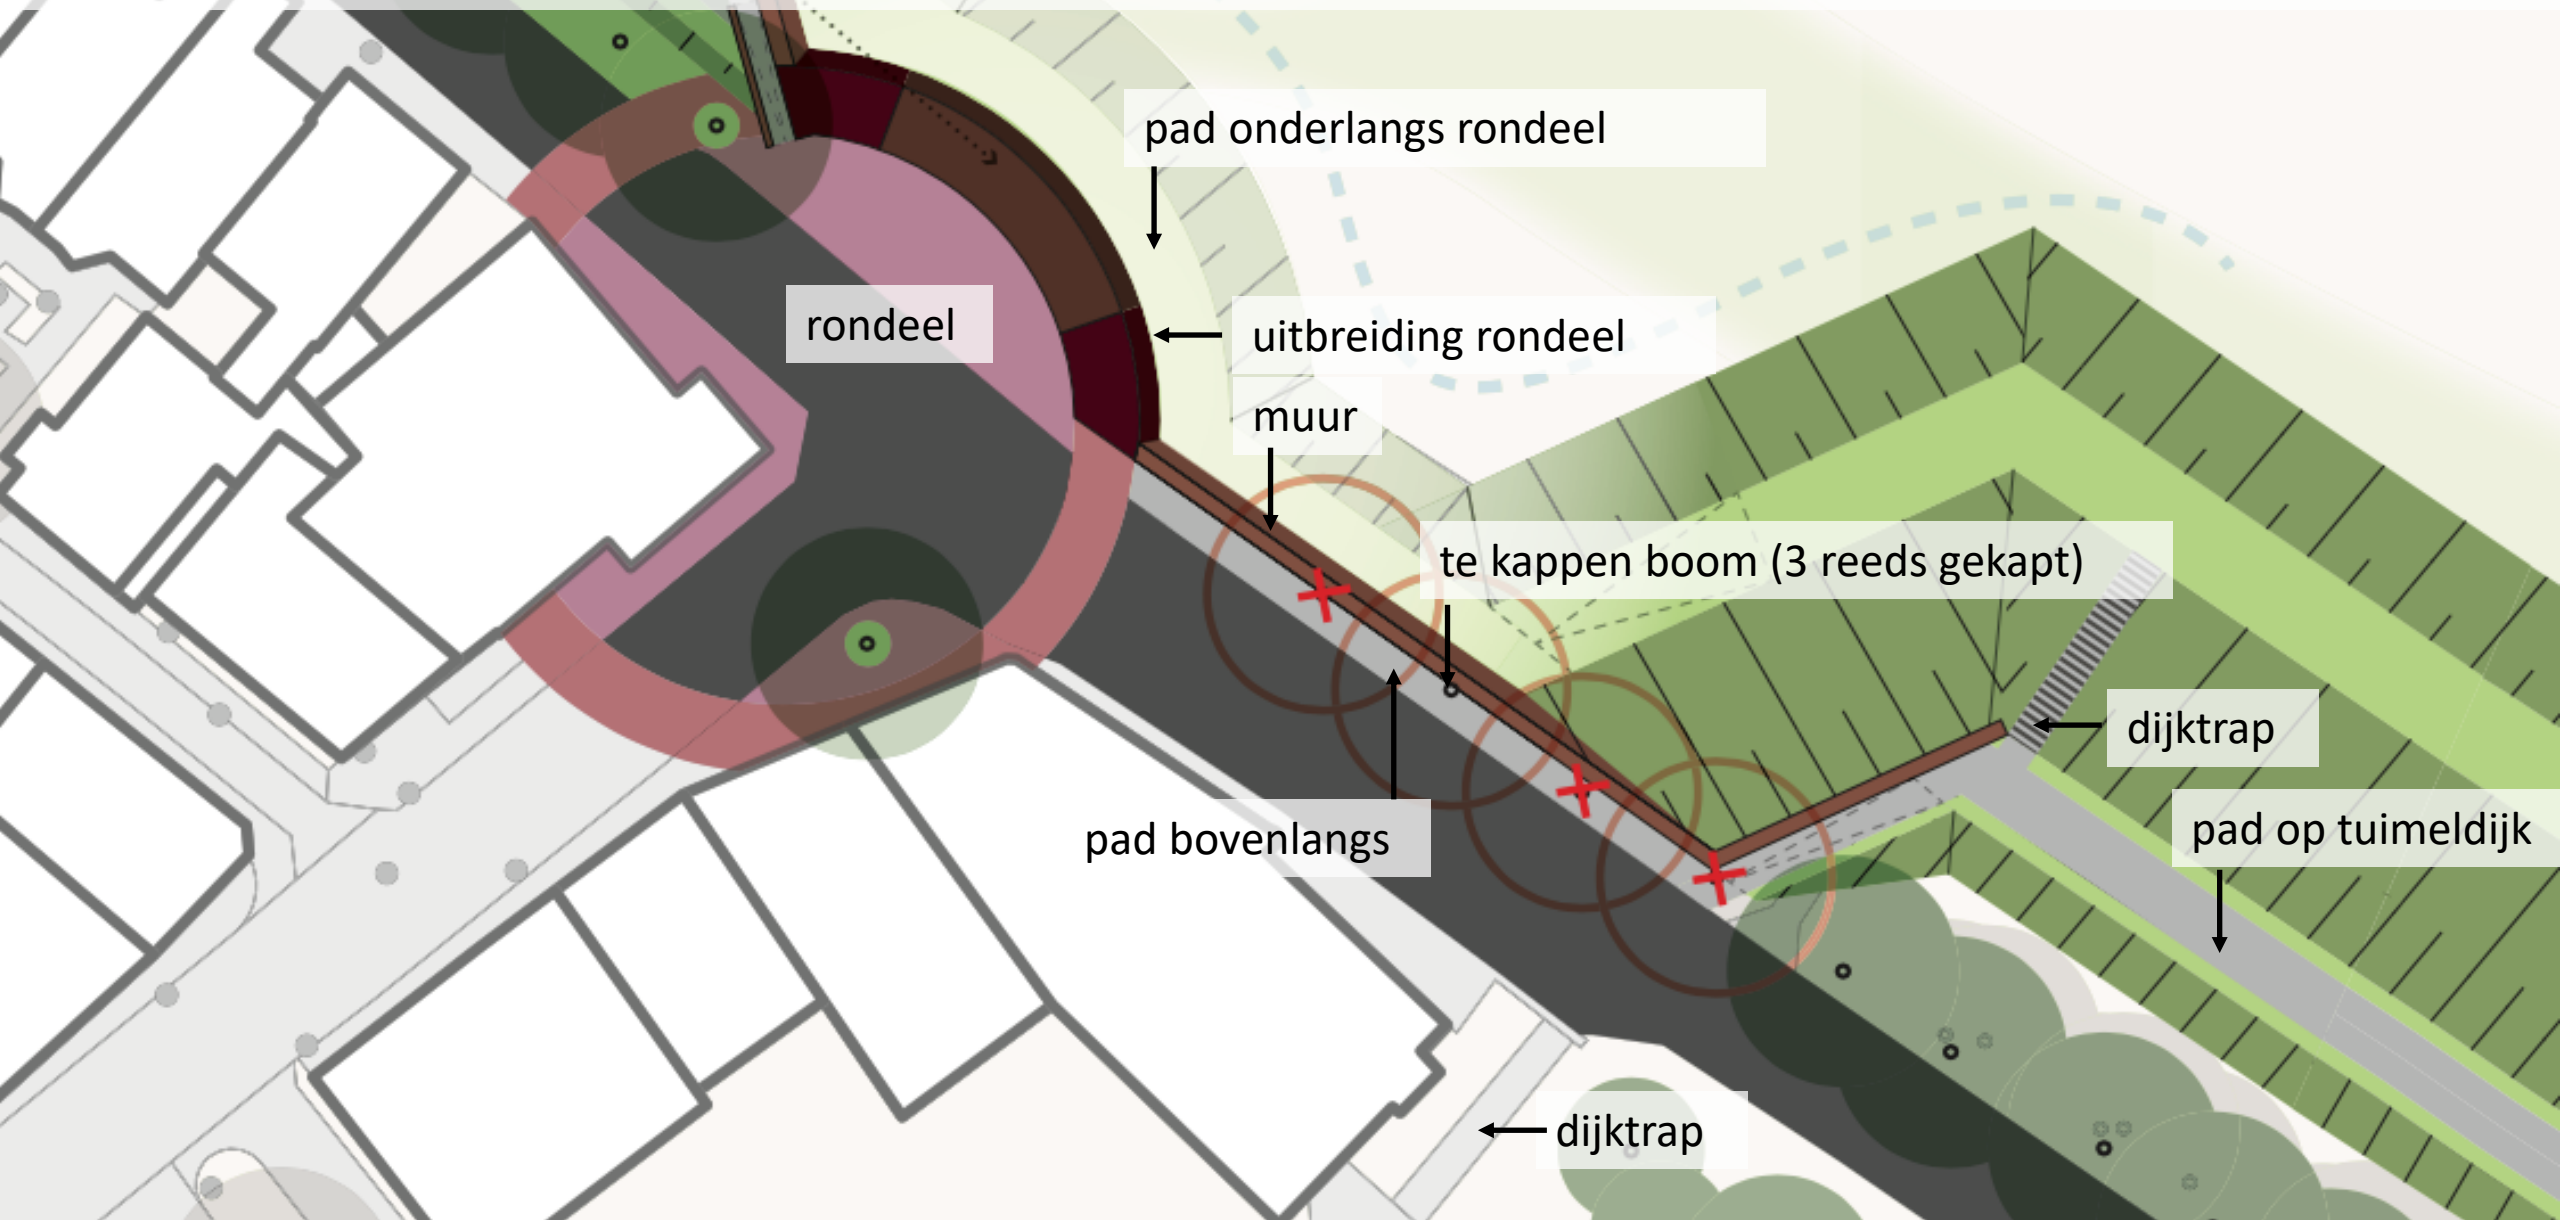 pad onderlangs rondeel
rondeel
uitbreiding rondeel
muur
te kappen boom (3 reeds gekapt)
dijktrap
pad bovenlangs
pad op tuimeldijk
dijktrap